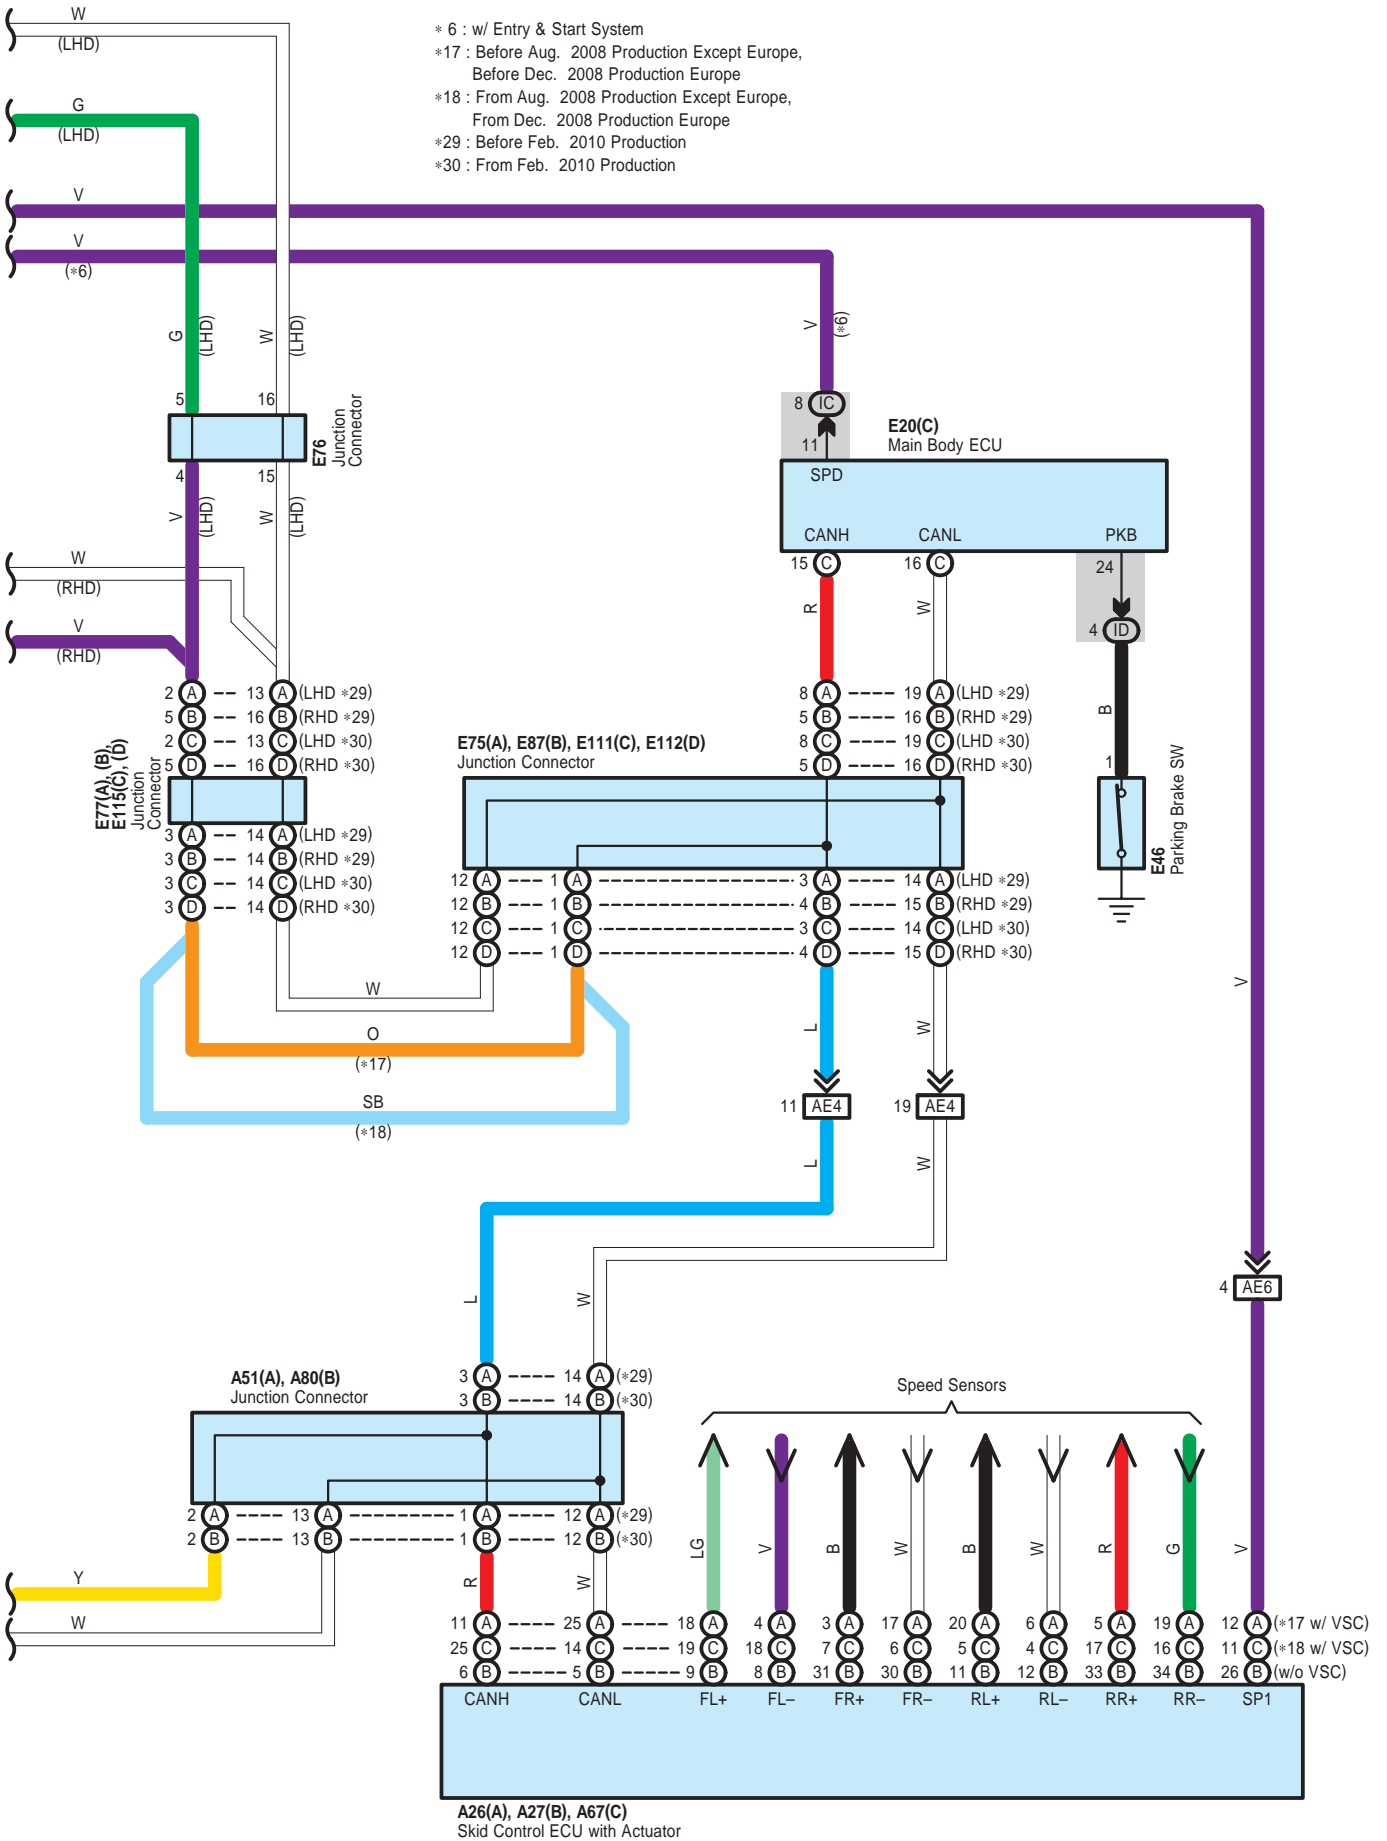 W
(LHD)
∗ 6 : w/ Entry & Start System
∗17 : Before Aug. 2008 Production Except Europe,
Before Dec. 2008 Production Europe
∗18 : From Aug. 2008 Production Except Europe,
From Dec. 2008 Production Europe
∗29 : Before Feb. 2010 Production
∗30 : From Feb. 2010 Production
G
(LHD)
V
V
(∗6)
G
(LHD)
W
(LHD)
V
(∗6)
5
16
E76
Junction
Connector
4
15
8 IC
11
E20(C)
Main Body ECU
SPD
CANH
CANL
PKB
V
(LHD)
W
(LHD)
15 C
16 C
24
4 ID
W
(RHD)
V
(RHD)
R
W
B
2 A 13 A (LHD ∗29)
5 B 16 B (RHD ∗29)
2 C 13 C (LHD ∗30)
5 D 16 D (RHD ∗30)
E77(A), (B),
E115(C), (D)
Junction
Connector
3 A 14 A (LHD ∗29)
3 B 14 B (RHD ∗29)
3 C 14 C (LHD ∗30)
3 D 14 D (RHD ∗30)
8 A 19 A (LHD ∗29)
5 B 16 B (RHD ∗29)
8 C 19 C (LHD ∗30)
5 D 16 D (RHD ∗30)
E75(A), E87(B), E111(C), E112(D)
Junction Connector
12 A 1 A 3 A 14 A (LHD ∗29)
12 B 1 B 4 B 15 B (RHD ∗29)
12 C 1 C 3 C 14 C (LHD ∗30)
12 D 1 D 4 D 15 D (RHD ∗30)
1
E46
Parking Brake SW
W
O
(∗17)
SB
(∗18)
L
W
V
11 AE4
19 AE4
L
W
L
W
4 AE6
A51(A), A80(B)
Junction Connector
3 A 14 A (∗29)
3 B 14 B (∗30)
2 A 13 A 1 A 12 A (∗29)
2 B 13 B 1 B 12 B (∗30)
Speed Sensors
Y
W
R
W
LG
V
B
W
B
W
R
G
V
11 A 25 A 18 A 4 A 3 A 17 A 20 A 6 A 5 A 19 A 12 A (∗17 w/ VSC)
25 C 14 C 19 C 18 C 7 C 6 C 5 C 4 C 17 C 16 C 11 C (∗18 w/ VSC)
6 B 5 B 9 B 8 B 31 B 30 B 11 B 12 B 33 B 34 B 26 B (w/o VSC)
CANH CANL FL+ FL– FR+ FR– RL+ RL– RR+ RR– SP1
A26(A), A27(B), A67(C)
Skid Control ECU with Actuator